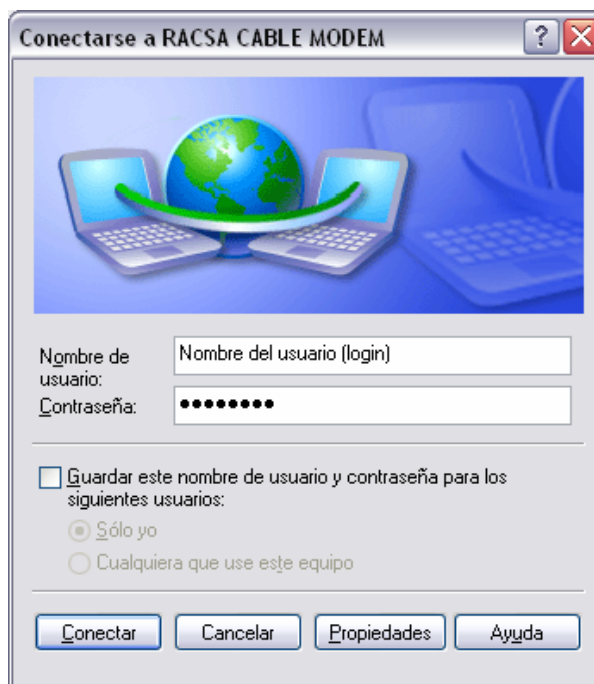 Conectarse a RACSA CABLE MODEM
Nombre de
usuario:
Nombre del usuario (login)
Contraseña:
••••••••
Guardar este nombre de usuario y contraseña para los
siguientes usuarios:
Sólo yo
Cualquiera que use este equipo
Conectar
Cancelar
Propiedades
Ayuda